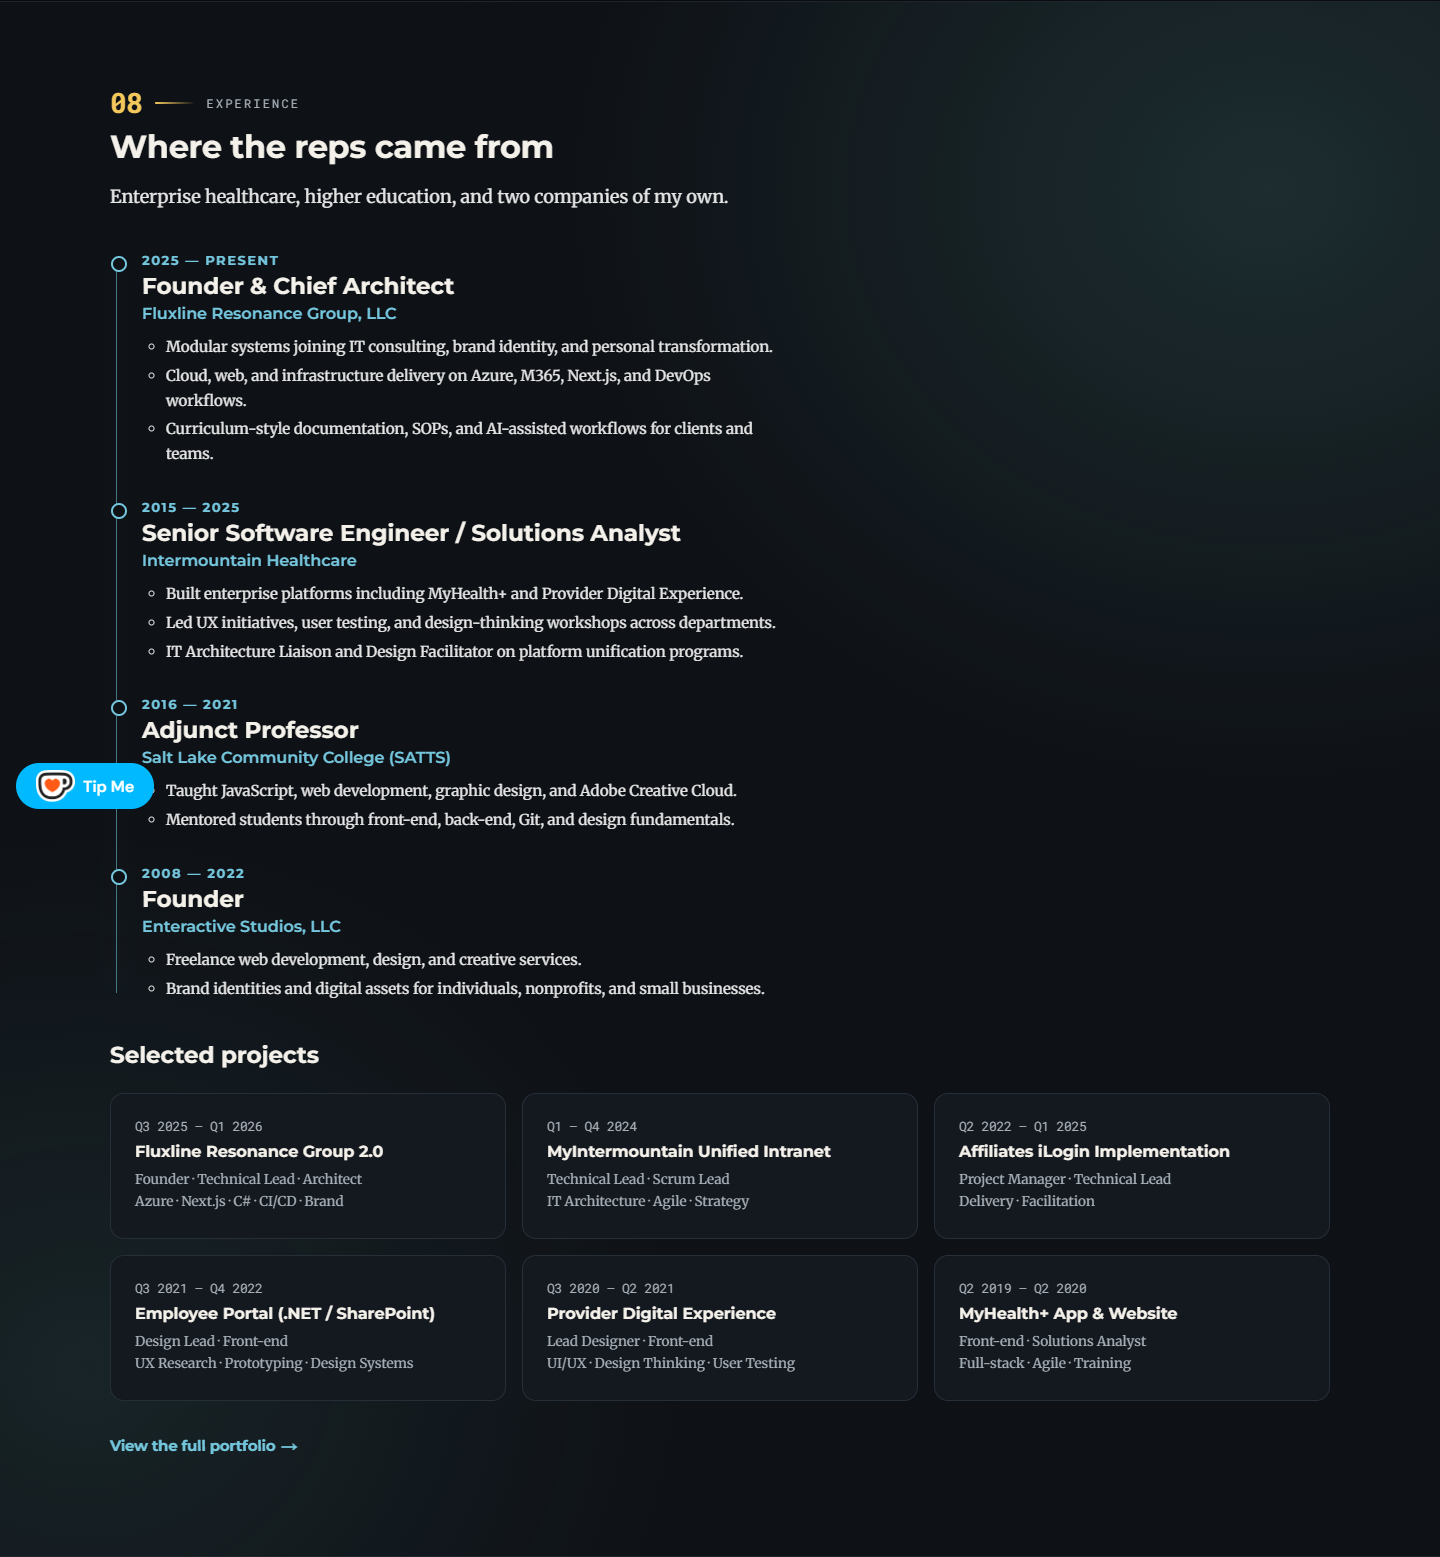 08 EXPERIENCE
Where the reps came from
Enterprise healthcare, higher education, and two companies of my own.
2025 — PRESENT
Founder & Chief Architect
Fluxline Resonance Group, LLC
Modular systems joining IT consulting, brand identity, and personal transformation.
Cloud, web, and infrastructure delivery on Azure, M365, Next.js, and DevOps
workflows.
Curriculum-style documentation, SOPs, and AI-assisted workflows for clients and
teams.
2015 — 2025
Senior Software Engineer / Solutions Analyst
Intermountain Healthcare
Built enterprise platforms including MyHealth+ and Provider Digital Experience.
Led UX initiatives, user testing, and design-thinking workshops across departments.
IT Architecture Liaison and Design Facilitator on platform unification programs.
2016 — 2021
Adjunct Professor
Salt Lake Community College (SATTS)
Tip Me
Taught JavaScript, web development, graphic design, and Adobe Creative Cloud.
Mentored students through front-end, back-end, Git, and design fundamentals.
2008 — 2022
Founder
Enteractive Studios, LLC
Freelance web development, design, and creative services.
Brand identities and digital assets for individuals, nonprofits, and small businesses.
Selected projects
Q3 2025 – Q1 2026
Fluxline Resonance Group 2.0
Founder · Technical Lead · Architect
Azure · Next.js · C# · CI/CD · Brand
Q1 – Q4 2024
MyIntermountain Unified Intranet
Technical Lead · Scrum Lead
IT Architecture · Agile · Strategy
Q2 2022 – Q1 2025
Affiliates iLogin Implementation
Project Manager · Technical Lead
Delivery · Facilitation
Q3 2021 – Q4 2022
Employee Portal (.NET / SharePoint)
Design Lead · Front-end
UX Research · Prototyping · Design Systems
Q3 2020 – Q2 2021
Provider Digital Experience
Lead Designer · Front-end
UI/UX · Design Thinking · User Testing
Q2 2019 – Q2 2020
MyHealth+ App & Website
Front-end · Solutions Analyst
Full-stack · Agile · Training
View the full portfolio →